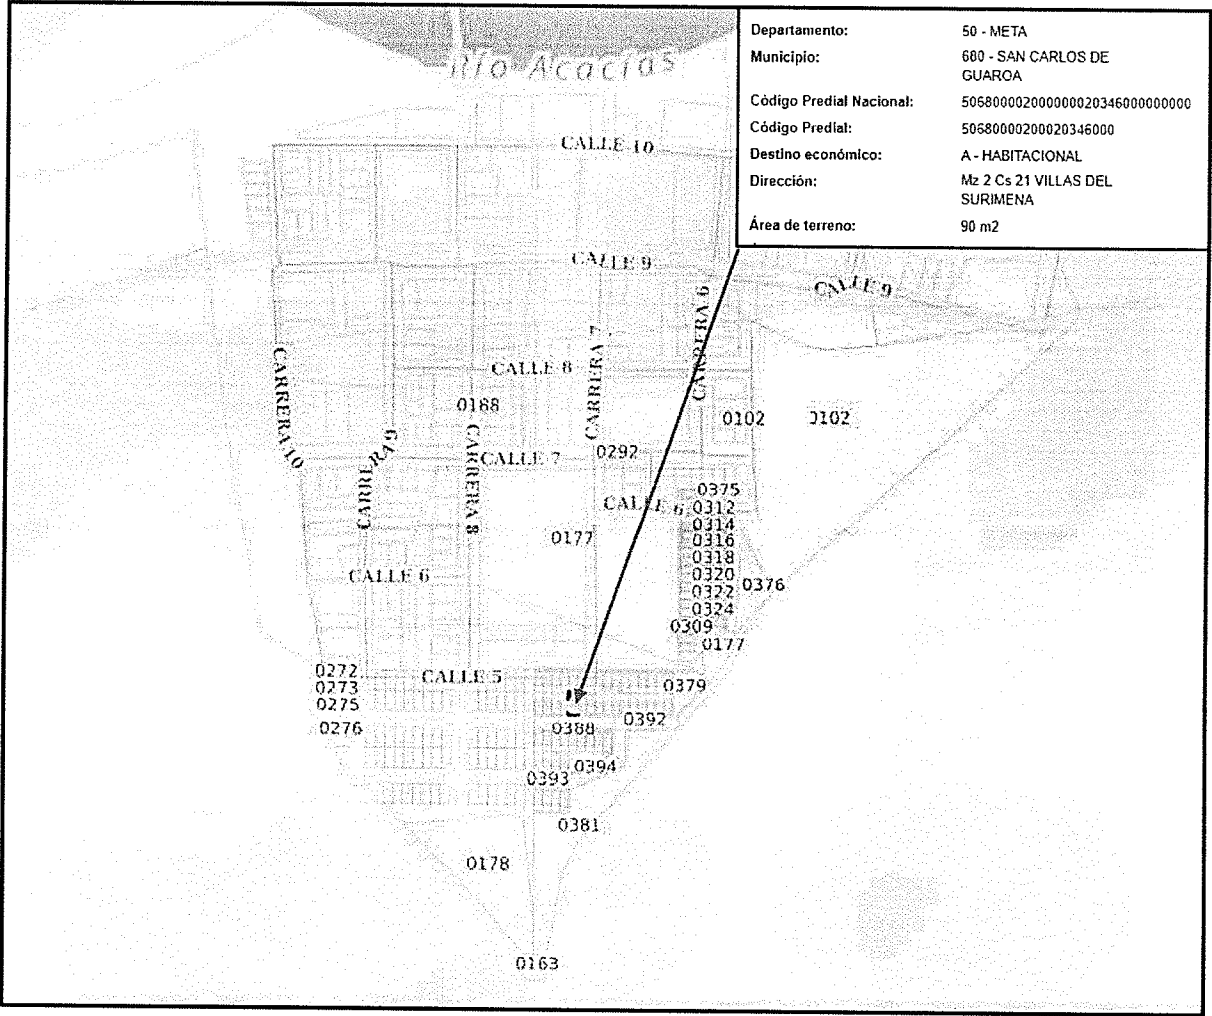 Departamento: 50 - META
Municipio: 680 - SAN CARLOS DE
GUAROA
Código Predial Nacional: 506800002000000020346000000000
Código Predial: 50680000200020346000
Destino económico: A - HABITACIONAL
Dirección: Mz 2 Cs 21 VILLAS DEL
SURIMENA
Área de terreno: 90 m2
Río Acacías
CALLE 10
CALLE 9
CALLE 9
CARRERA 6
CARRERA 7
CALLE 8
CARRERA 10
0188
0102
0102
CARRERA 9
CARRERA 8
CALLE 7
0292
0375
CALLE 6
0312
0314
0177
0316
0318
CALLE 6
0320
0376
0322
0324
0309
0177
0272
CALLE 5
0273
0379
0275
0276
0388
0392
0394
0393
0381
0178
0163